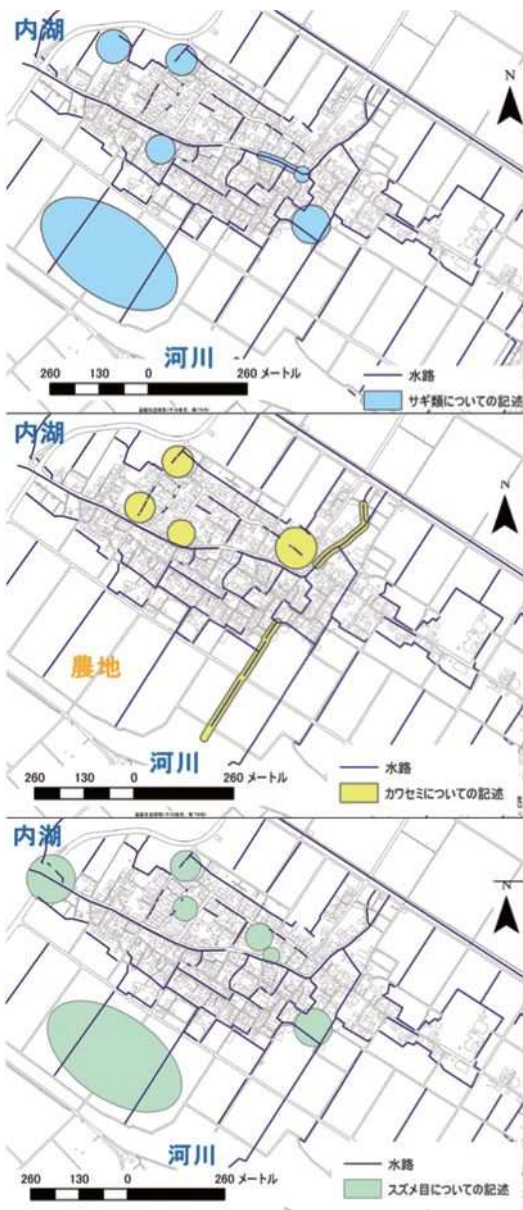 内湖
N
河川
260 130 0 260 メートル
水路
サギ類についての記述
内湖
N
農地
河川
260 130 0 260 メートル
水路
カワセミについての記述
内湖
N
河川
260 130 0 260 メートル
水路
スズメ目についての記述